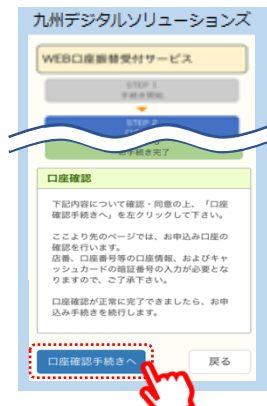 九州デジタルソリューションズ
WEB口座振替受付サービス
STEP 1
手続き開始
STEP 2
お手続き完了
口座確認
下記内容について確認・同意の上、「口座
確認手続きへ」を左クリックして下さい。
ここより先のページでは、お申込み口座の
確認を行います。
店番、口座番号等の口座情報、およびキャ
ッシュカードの暗証番号の入力が必要とな
りますので、ご了承下さい。
口座確認が正常に完了できましたら、お申
込み手続きを続行します。
口座確認手続きへ
戻る